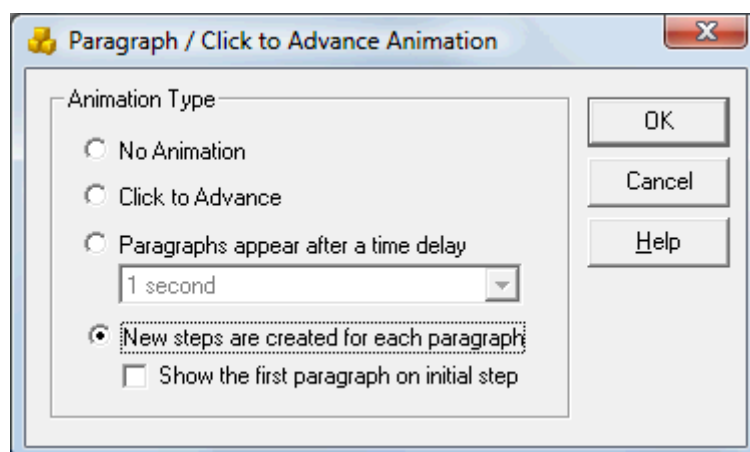 Paragraph / Click to Advance Animation
Animation Type
No Animation
Click to Advance
Paragraphs appear after a time delay
1 second
New steps are created for each paragraph
Show the first paragraph on initial step
OK
Cancel
Help